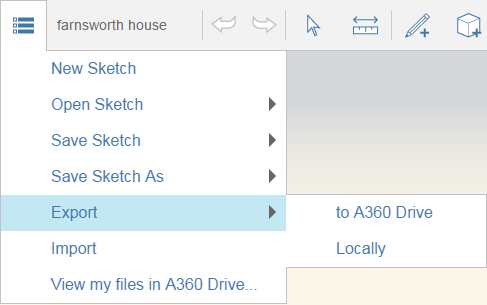 farnsworth house
New Sketch
Open Sketch
Save Sketch
Save Sketch As
Export
to A360 Drive
Import
Locally
View my files in A360 Drive...